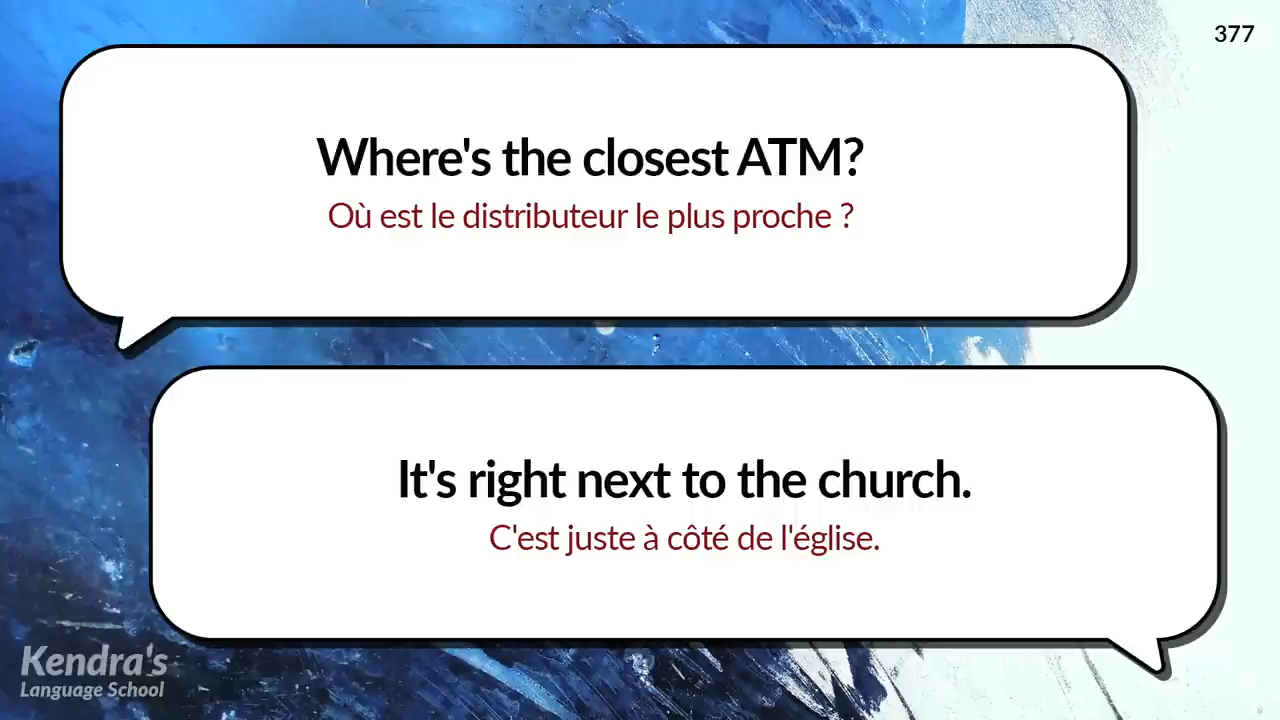 377
Where's the closest ATM?
Où est le distributeur le plus proche ?
It's right next to the church.
C'est juste à côté de l'église.
Kendra's
Language School